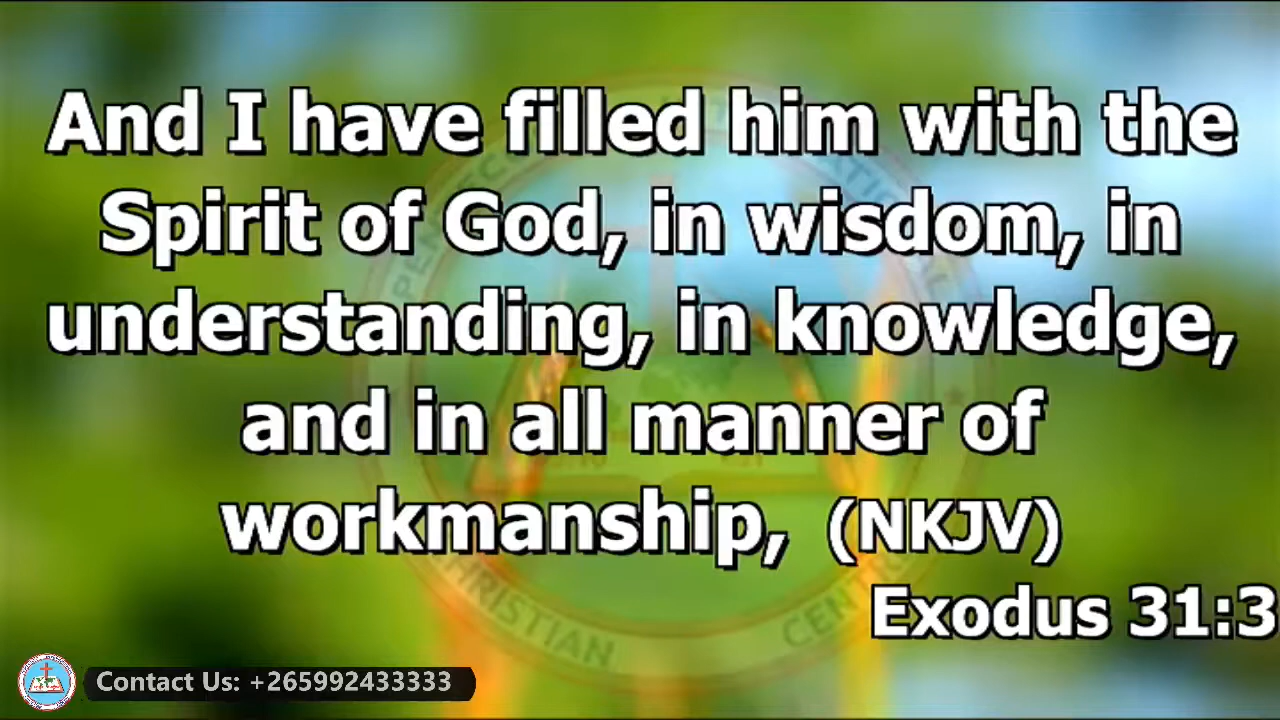 And I have filled him with the
Spirit of God, in wisdom, in
understanding, in knowledge,
and in all manner of
workmanship, (NKJV)
Exodus 31:3
CHRISTIAN
Contact Us: +265992433333